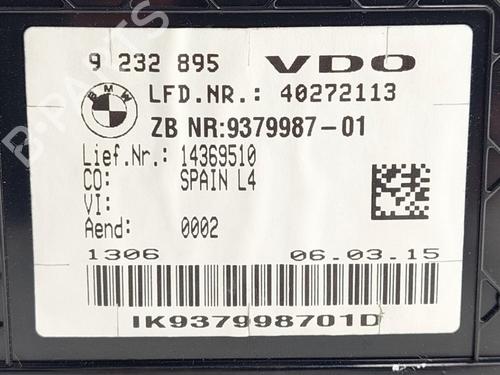 9 232 895 VDO
BMW
LFD.NR.: 40272113
ZB NR:9379987-01
Lief.Nr.: 14369510
CO: SPAIN L4
VI:
Aend: 0002
1306 06.03.15
IK937998701D